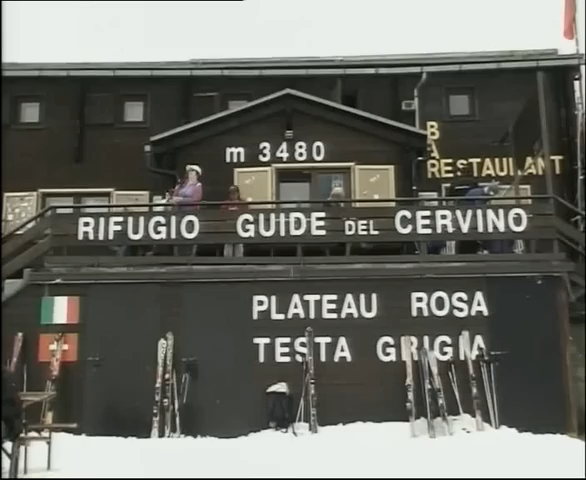 m 3480
BAR
RESTAURANT
RIFUGIO GUIDE DEL CERVINO
PLATEAU ROSA
TESTA GRIGIA